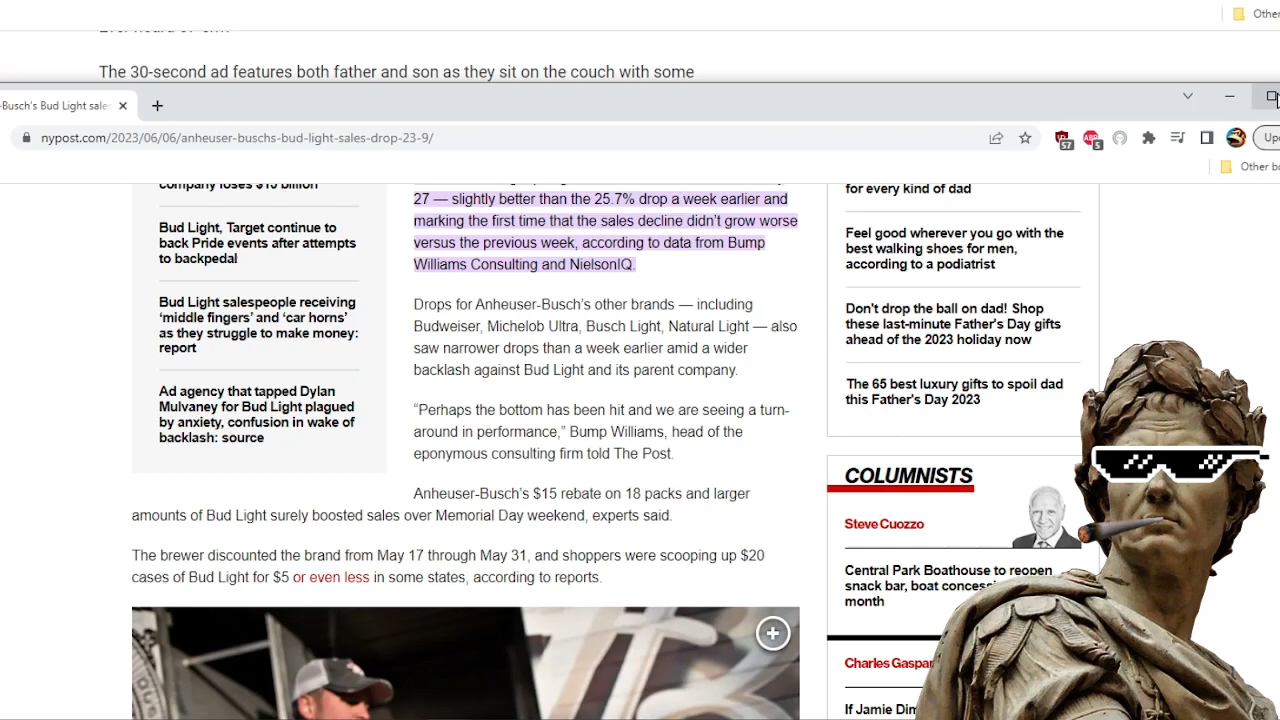 Other
The 30-second ad features both father and son as they sit on the couch with some
-Busch's Bud Light sale
nypost.com/2023/06/06/anheuser-buschs-bud-light-sales-drop-23-9/
57
5
Upd
Other bo
company loses $15 billion
Bud Light, Target continue to
back Pride events after attempts
to backpedal
Bud Light salespeople receiving
‘middle fingers’ and ‘car horns’
as they struggle to make money:
report
Ad agency that tapped Dylan
Mulvaney for Bud Light plagued
by anxiety, confusion in wake of
backlash: source
27 — slightly better than the 25.7% drop a week earlier and
marking the first time that the sales decline didn’t grow worse
versus the previous week, according to data from Bump
Williams Consulting and NielsonIQ.
Drops for Anheuser-Busch’s other brands — including
Budweiser, Michelob Ultra, Busch Light, Natural Light — also
saw narrower drops than a week earlier amid a wider
backlash against Bud Light and its parent company.
“Perhaps the bottom has been hit and we are seeing a turn-
around in performance,” Bump Williams, head of the
eponymous consulting firm told The Post.
Anheuser-Busch’s $15 rebate on 18 packs and larger
amounts of Bud Light surely boosted sales over Memorial Day weekend, experts said.
The brewer discounted the brand from May 17 through May 31, and shoppers were scooping up $20
cases of Bud Light for $5 or even less in some states, according to reports.
for every kind of dad
Feel good wherever you go with the
best walking shoes for men,
according to a podiatrist
Don't drop the ball on dad! Shop
these last-minute Father's Day gifts
ahead of the 2023 holiday now
The 65 best luxury gifts to spoil dad
this Father's Day 2023
COLUMNISTS
Steve Cuozzo
Central Park Boathouse to reopen
snack bar, boat conces
month
Charles Gaspar
If Jamie Dim